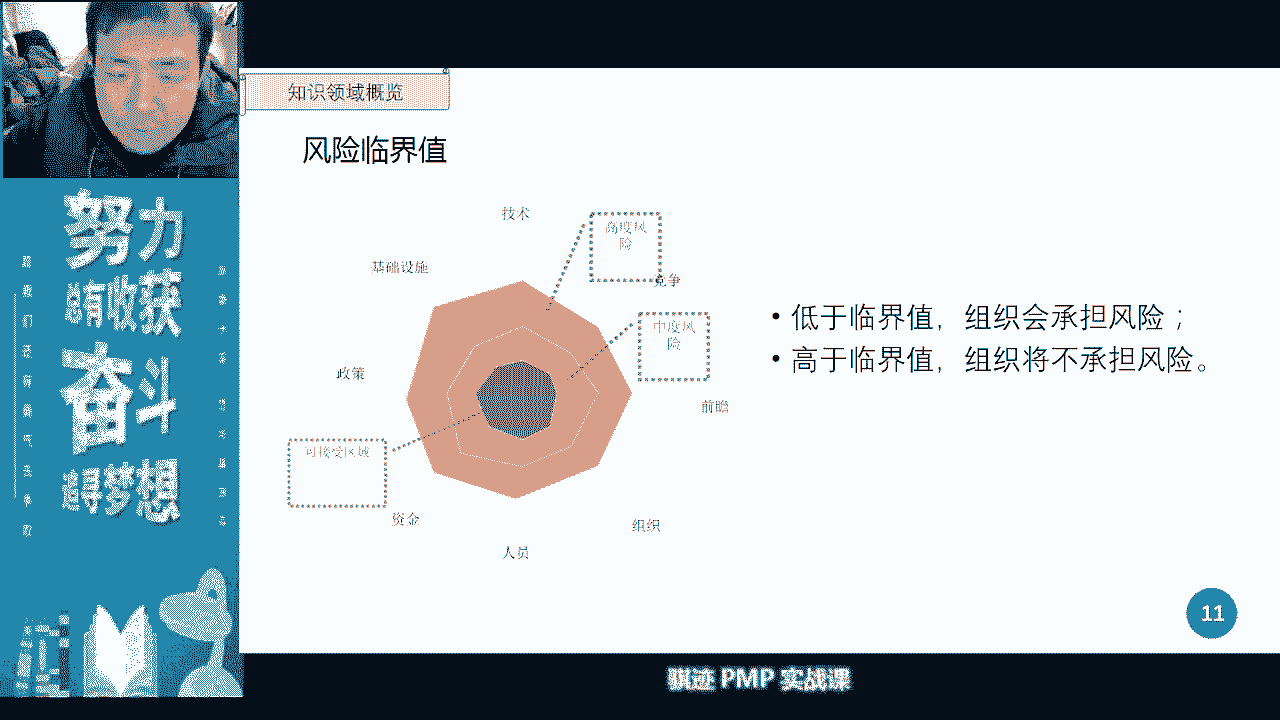 知识领域概览
风险临界值
技术
高度风
险
基础设施
竞争
中度风
险
政策
前瞻
可接受区域
资金
组织
人员
• 低于临界值，组织会承担风险；
• 高于临界值，组织将不承担风险。
11
努力
总有收获
奋斗
追寻梦想
骐迹 PMP 实战课